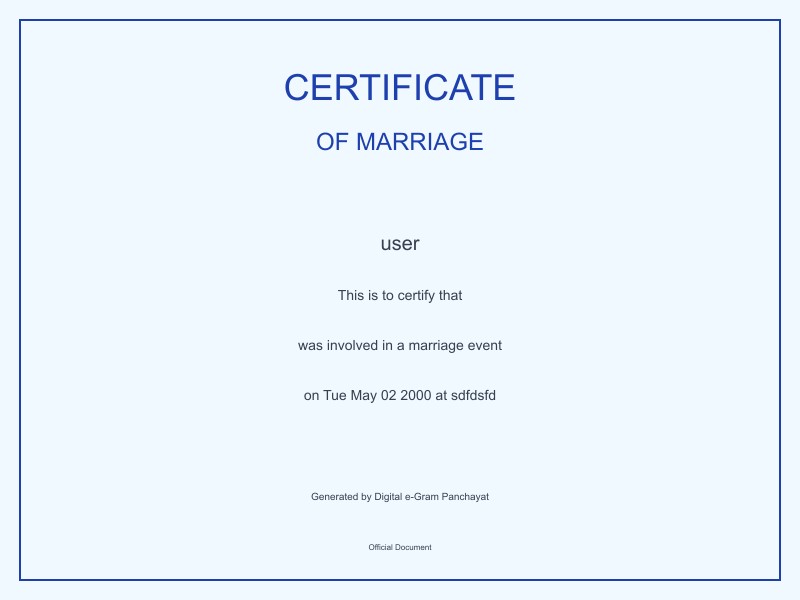 CERTIFICATE
OF MARRIAGE
user
This is to certify that
was involved in a marriage event
on Tue May 02 2000 at sdfdsfd
Generated by Digital e-Gram Panchayat
Official Document